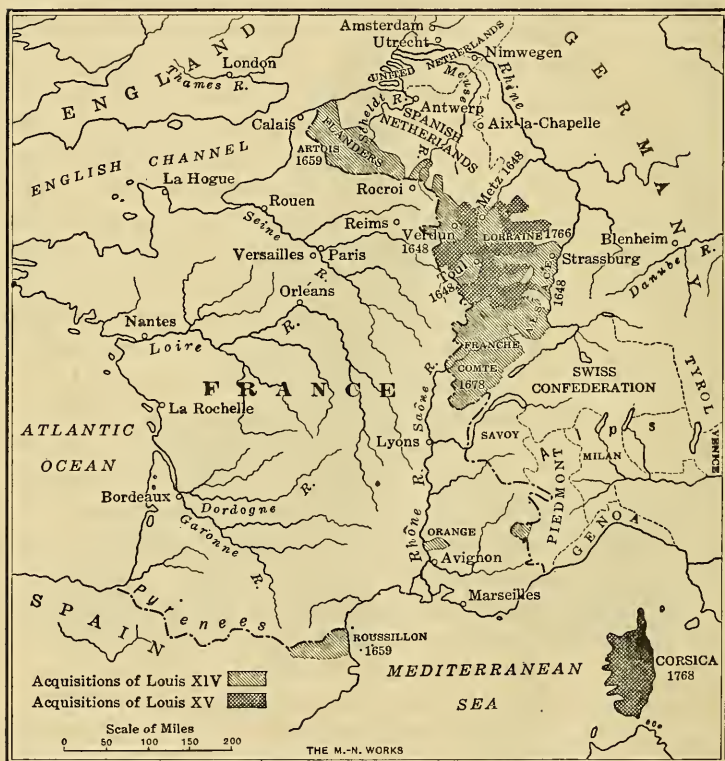 Amsterdam
Utrecht
UNITED NETHERLANDS
Nimwegen
GERMANY
ENGLAND
London
Thames R.
Meuse
Rhine
Scheldt R.
Antwerp
SPANISH
NETHERLANDS
Aix-la-Chapelle
Calais
FLANDERS
ARTOIS
1659
R.
ENGLISH CHANNEL
La Hogue
Rocroi
Metz 1648
Rouen
Seine
R.
Reims
Verdun
1648
LORRAINE 1766
Blenheim
Versailles
Paris
Toul
1648
ALSACE
1648
Strassburg
Danube R.
Orléans
Nantes
Loire
R.
FRANCHE
COMTE
1678
SWISS
CONFEDERATION
TYROL
FRANCE
Saône R.
La Rochelle
ATLANTIC
OCEAN
Lyons
SAVOY
Alps
MILAN
VENICE
PIEDMONT
Bordeaux
Dordogne R.
Garonne
R.
Rhône R.
ORANGE
Avignon
GENOA
Marseilles
SPAIN
Pyrenees
ROUSSILLON
1659
CORSICA
1768
MEDITERRANEAN
SEA
Acquisitions of Louis XIV
Acquisitions of Louis XV
Scale of Miles
0 50 100 150 200
THE M.-N. WORKS